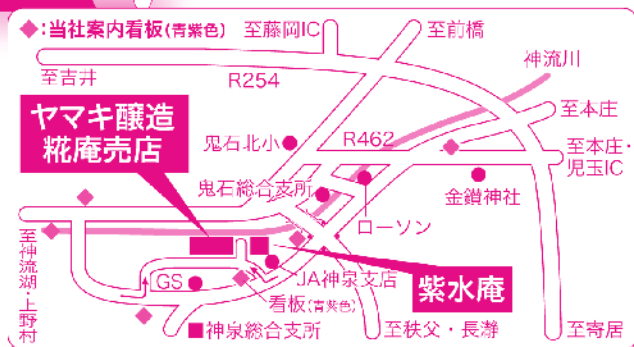 ◆:当社案内看板(青紫色)
至藤岡IC
至前橋
至吉井
R254
神流川
至本庄
ヤマキ醸造
糀庵売店
鬼石北小
R462
至本庄・
児玉IC
鬼石総合支所
金鑚神社
ローソン
至神流湖・上野村
GS
JA神泉支店
紫水庵
看板(青紫色)
■神泉総合支所
至秩父・長瀞
至寄居